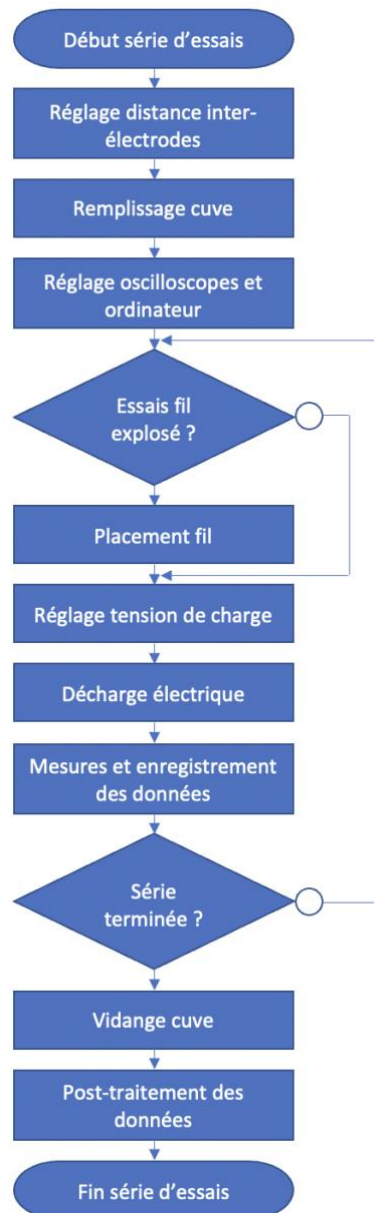 Début série d'essais
Réglage distance inter-
électrodes
Remplissage cuve
Réglage oscilloscopes et
ordinateur
Essais fil
explosé ?
Placement fil
Réglage tension de charge
Décharge électrique
Mesures et enregistrement
des données
Série
terminée ?
Vidange cuve
Post-traitement des
données
Fin série d'essais